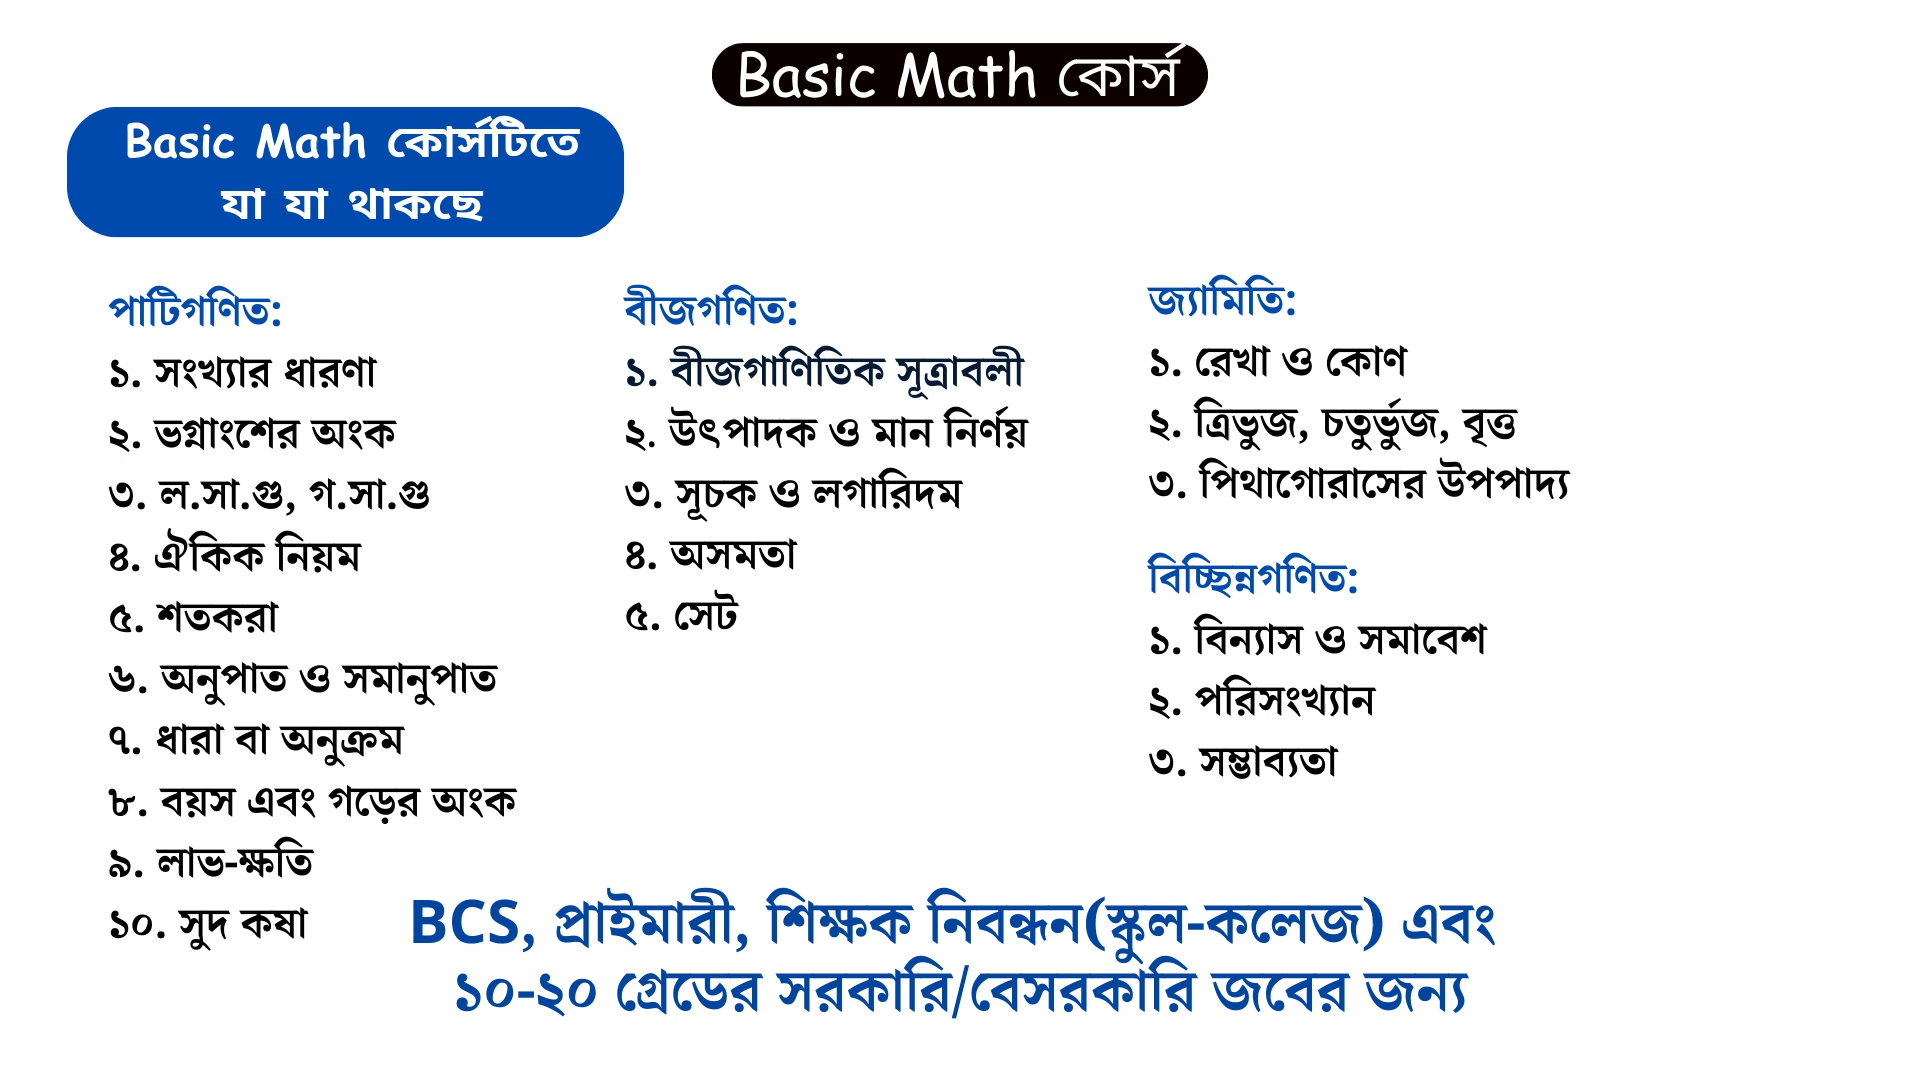 Basic Math কোর্স
Basic Math কোর্সটিতে
যা যা থাকছে
পাটিগণিত:
১. সংখ্যার ধারণা
২. ভগ্নাংশের অংক
৩. ল.সা.গু, গ.সা.গু
৪. ঐকিক নিয়ম
৫. শতকরা
৬. অনুপাত ও সমানুপাত
৭. ধারা বা অনুক্রম
৮. বয়স এবং গড়ের অংক
৯. লাভ-ক্ষতি
১০. সুদ কষা
বীজগণিত:
১. বীজগাণিতিক সূত্রাবলী
২. উৎপাদক ও মান নির্ণয়
৩. সূচক ও লগারিদম
৪. অসমতা
৫. সেট
জ্যামিতি:
১. রেখা ও কোণ
২. ত্রিভুজ, চতুর্ভুজ, বৃত্ত
৩. পিথাগোরাসের উপপাদ্য
বিচ্ছিন্নগণিত:
১. বিন্যাস ও সমাবেশ
২. পরিসংখ্যান
৩. সম্ভাব্যতা
BCS, প্রাইমারী, শিক্ষক নিবন্ধন(স্কুল-কলেজ) এবং
১০-২০ গ্রেডের সরকারি/বেসরকারি জবের জন্য